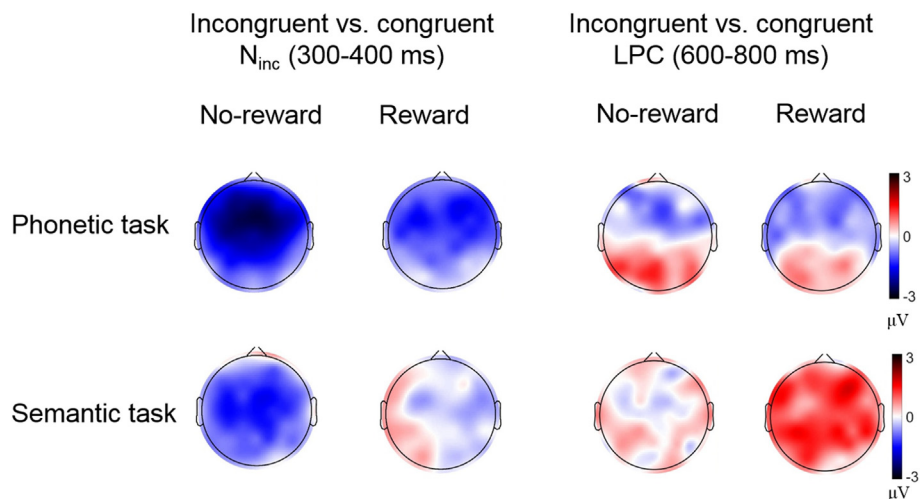 Incongruent vs. congruent
N_inc (300-400 ms)
Incongruent vs. congruent
LPC (600-800 ms)
No-reward
Reward
No-reward
Reward
Phonetic task
3
0
-3
μV
Semantic task
3
0
-3
μV